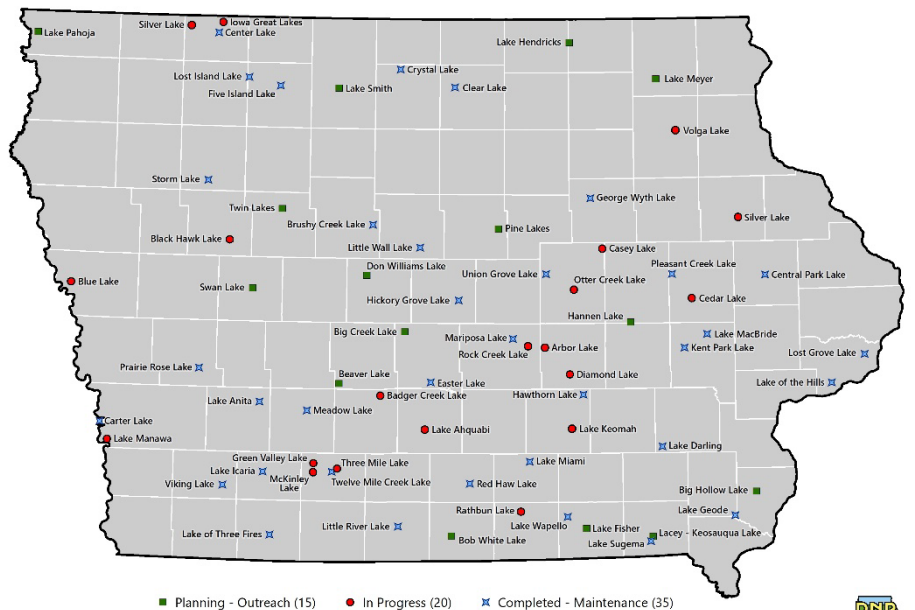 Silver Lake
Iowa Great Lakes
Center Lake
Lake Pahoja
Lake Hendricks
Lost Island Lake
Five Island Lake
Lake Smith
Crystal Lake
Clear Lake
Lake Meyer
Volga Lake
Storm Lake
Twin Lakes
Brushy Creek Lake
George Wyth Lake
Silver Lake
Black Hawk Lake
Little Wall Lake
Pine Lakes
Casey Lake
Blue Lake
Swan Lake
Don Williams Lake
Hickory Grove Lake
Union Grove Lake
Otter Creek Lake
Pleasant Creek Lake
Central Park Lake
Cedar Lake
Hannen Lake
Big Creek Lake
Mariposa Lake
Rock Creek Lake
Arbor Lake
Lake MacBride
Kent Park Lake
Lost Grove Lake
Prairie Rose Lake
Beaver Lake
Easter Lake
Diamond Lake
Lake of the Hills
Lake Anita
Meadow Lake
Badger Creek Lake
Hawthorn Lake
Carter Lake
Lake Manawa
Lake Ahquabi
Lake Keomah
Lake Darling
Green Valley Lake
Three Mile Lake
Lake Icaria
McKinley
Lake
Twelve Mile Creek Lake
Viking Lake
Lake Miami
Red Haw Lake
Big Hollow Lake
Lake Geode
Rathbun Lake
Lake Wapello
Lake of Three Fires
Little River Lake
Bob White Lake
Lake Fisher
Lacey - Keosauqua Lake
Lake Sugema
Planning - Outreach (15)
In Progress (20)
Completed - Maintenance (35)
DNR